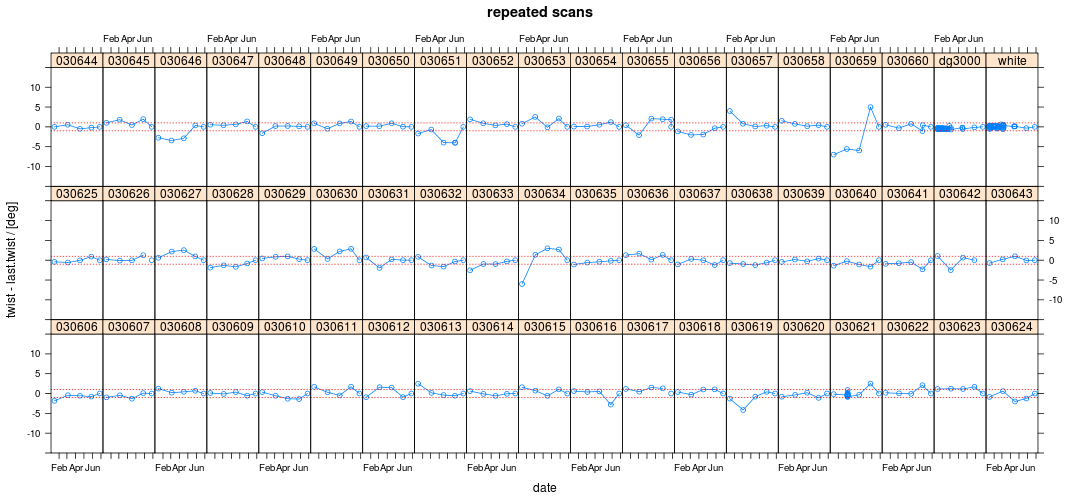 repeated scans
Feb Apr Jun Feb Apr Jun Feb Apr Jun Feb Apr Jun Feb Apr Jun Feb Apr Jun Feb Apr Jun Feb Apr Jun Feb Apr Jun
030644 030645 030646 030647 030648 030649 030650 030651 030652 030653 030654 030655 030656 030657 030658 030659 030660 dg3000 white
10
5
0
-5
-10
030625 030626 030627 030628 030629 030630 030631 030632 030633 030634 030635 030636 030637 030638 030639 030640 030641 030642 030643
10
5
0
-5
-10
030606 030607 030608 030609 030610 030611 030612 030613 030614 030615 030616 030617 030618 030619 030620 030621 030622 030623 030624
10
5
0
-5
-10
Feb Apr Jun Feb Apr Jun Feb Apr Jun Feb Apr Jun Feb Apr Jun Feb Apr Jun Feb Apr Jun Feb Apr Jun Feb Apr Jun Feb Apr Jun
date
twist - last.twist / [deg]